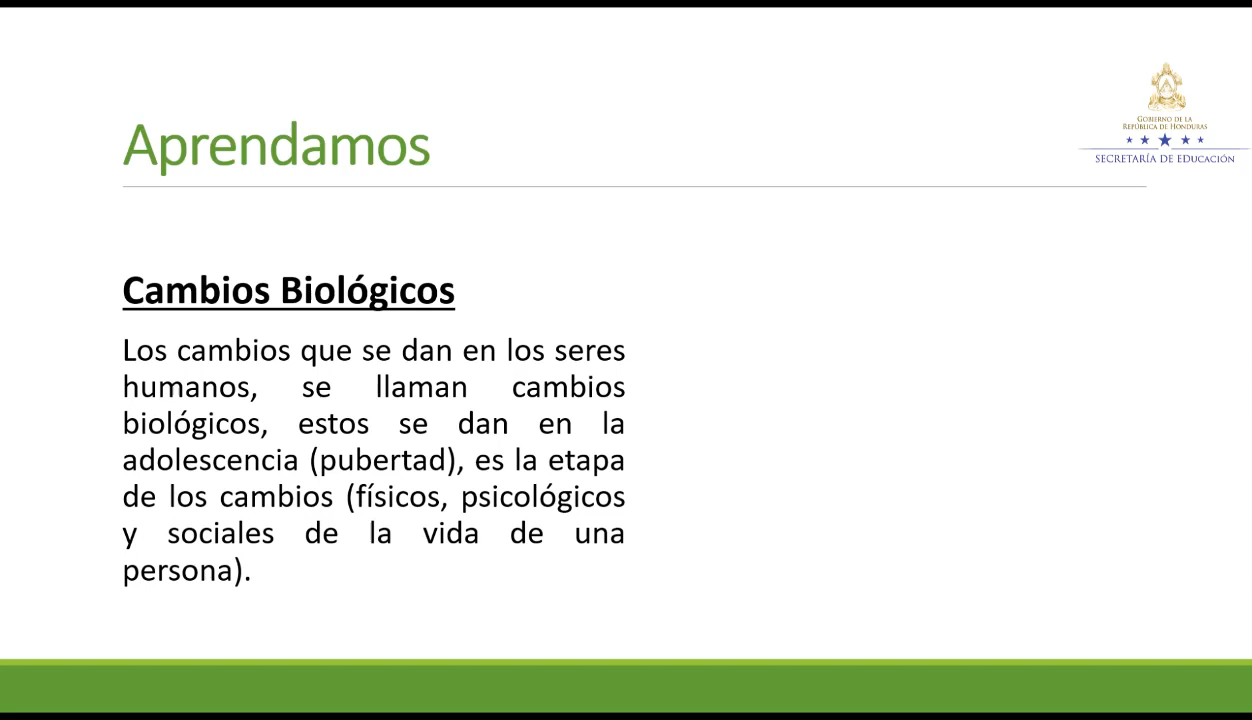 Aprendamos
GOBIERNO DE LA
REPÚBLICA DE HONDURAS
SECRETARÍA DE EDUCACIÓN
Cambios Biológicos
Los cambios que se dan en los seres
humanos, se llaman cambios
biológicos, estos se dan en la
adolescencia (pubertad), es la etapa
de los cambios (físicos, psicológicos
y sociales de la vida de una
persona).